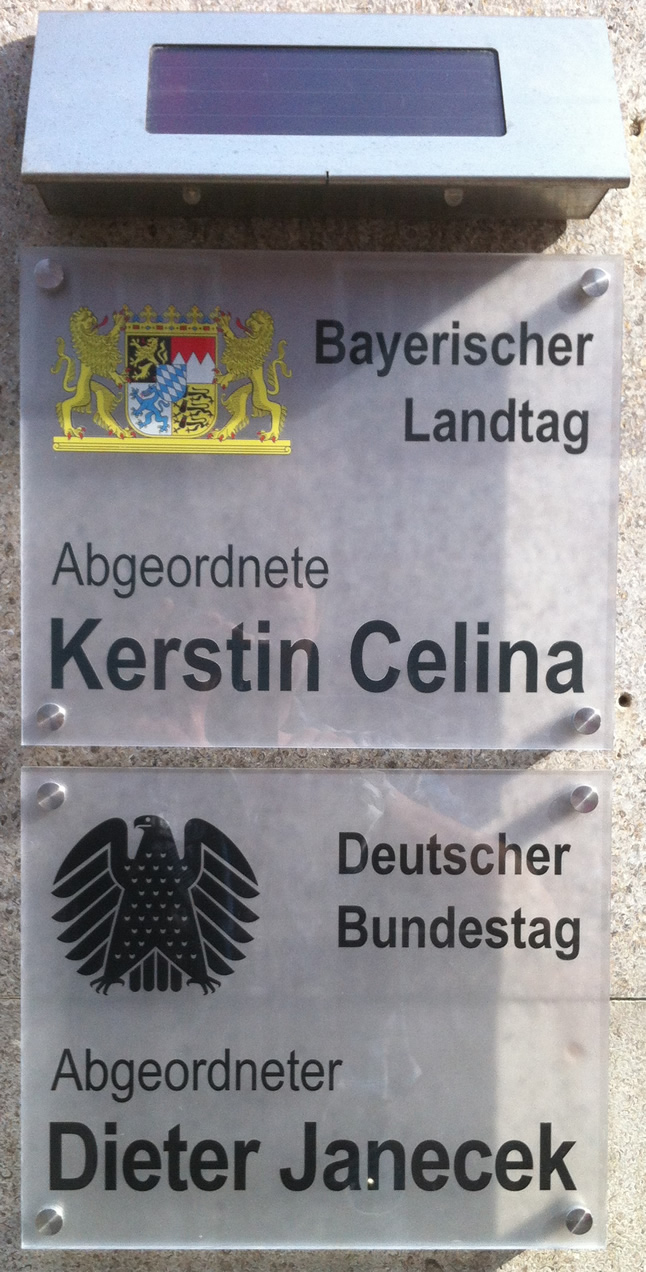 Bayerischer
Landtag
Abgeordnete
Kerstin Celina
Deutscher
Bundestag
Abgeordneter
Dieter Janecek